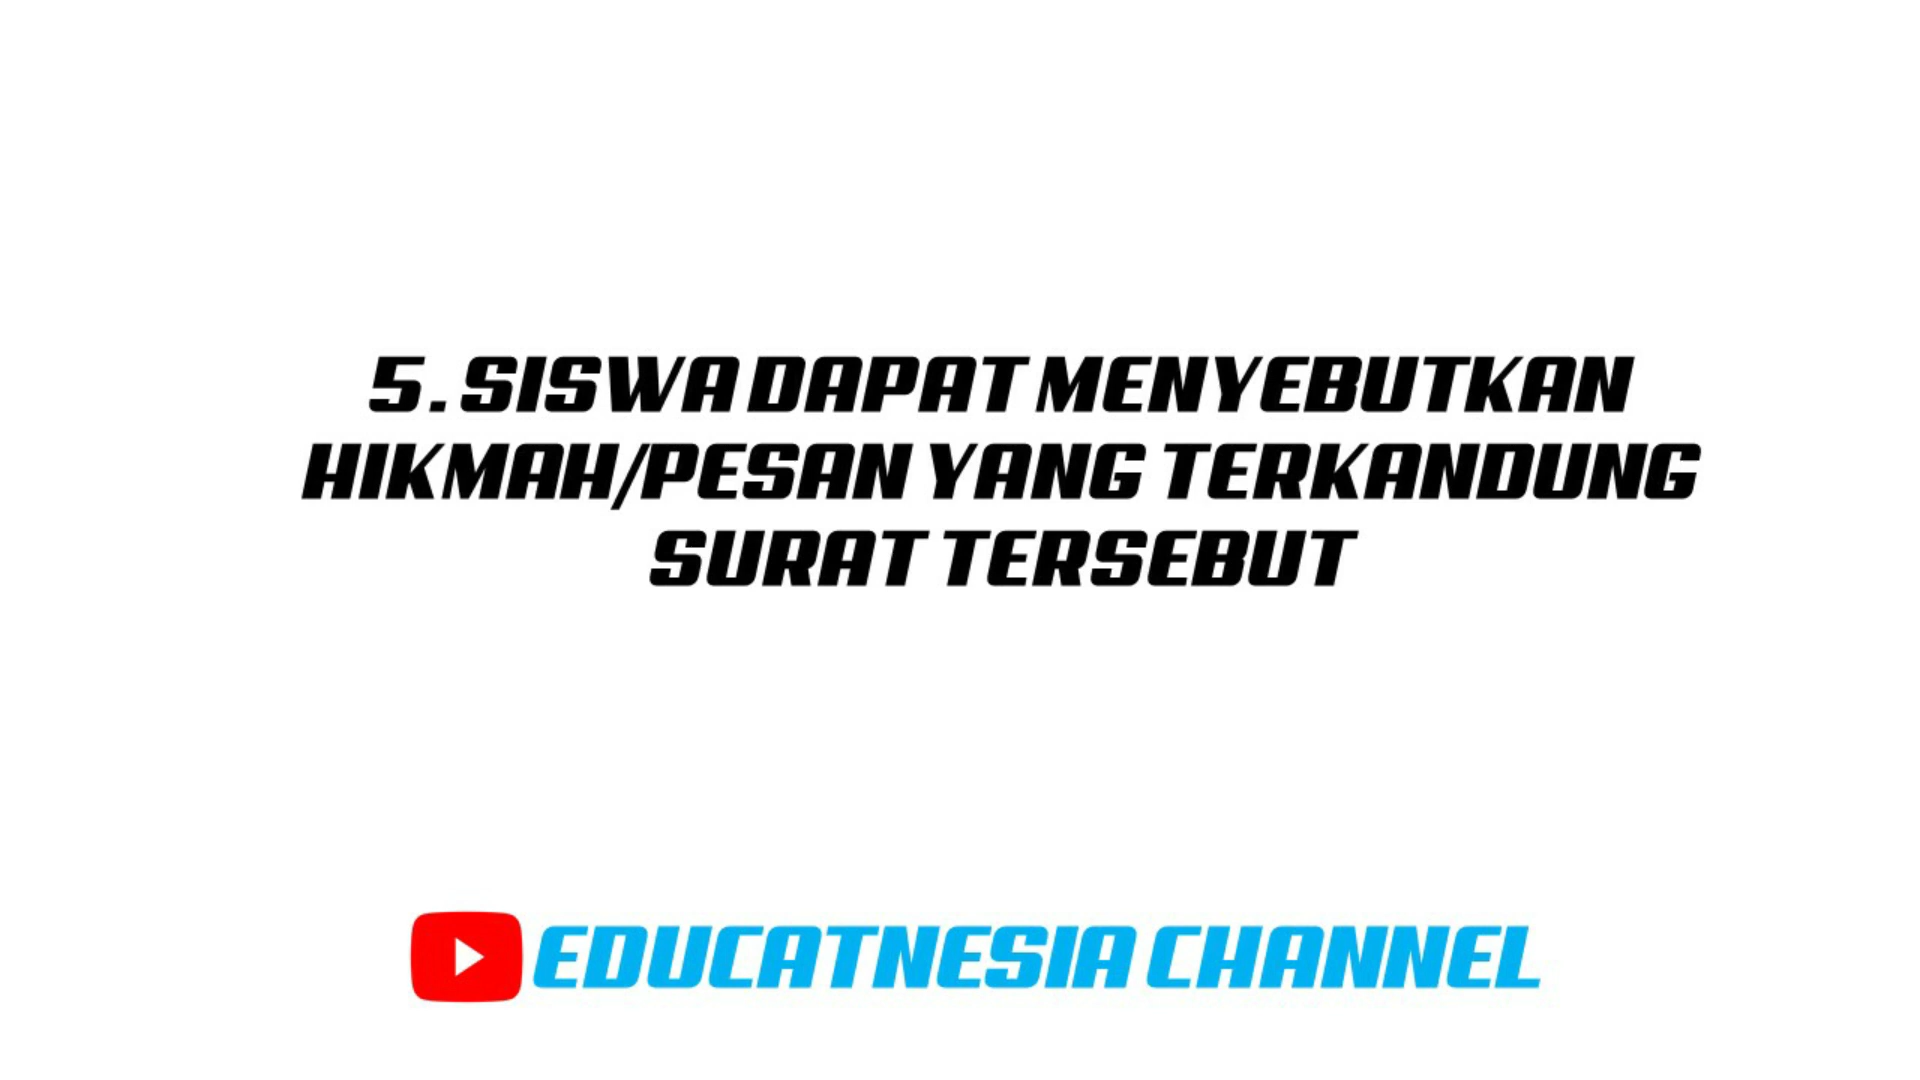 5. SISWA DAPAT MENYEBUTKAN
HIKMAH/PESAN YANG TERKANDUNG
SURAT TERSEBUT
EDUCATNESIA CHANNEL